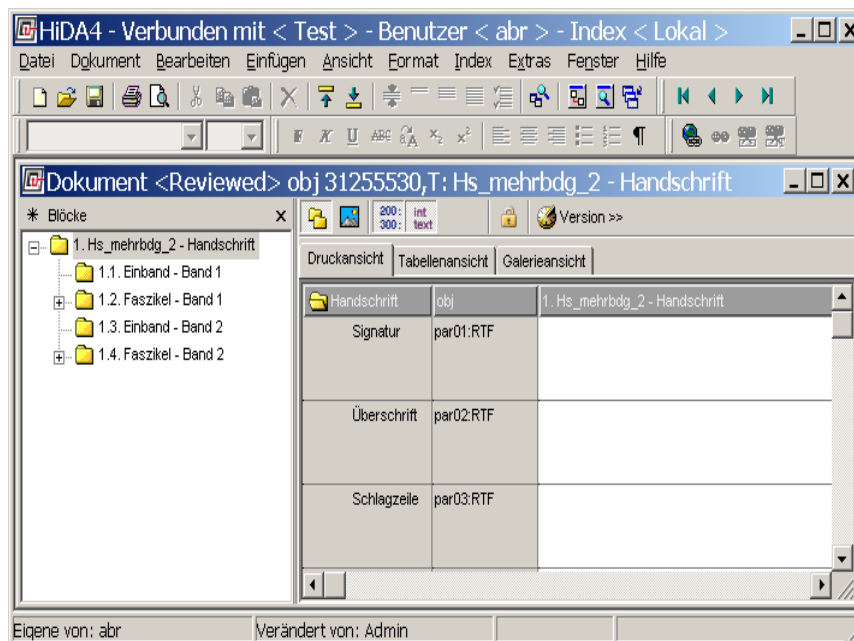 HiDA4 - Verbunden mit < Test > - Benutzer < abr > - Index < Lokal >
Datei Dokument Bearbeiten Einfügen Ansicht Format Index Extras Fenster Hilfe
F K U ABC aA x₂ x² ¶
Dokument <Reviewed> obj 31255530,T: Hs_mehrbdg_2 - Handschrift
Blöcke x
200: int
300: text
Version >>
1. Hs_mehrbdg_2 - Handschrift
1.1. Einband - Band 1
1.2. Faszikel - Band 1
1.3. Einband - Band 2
1.4. Faszikel - Band 2
Druckansicht Tabellenansicht Galerieansicht
Handschrift obj 1. Hs_mehrbdg_2 - Handschrift
Signatur par01:RTF
Überschrift par02:RTF
Schlagzeile par03:RTF
Eigene von: abr Verändert von: Admin